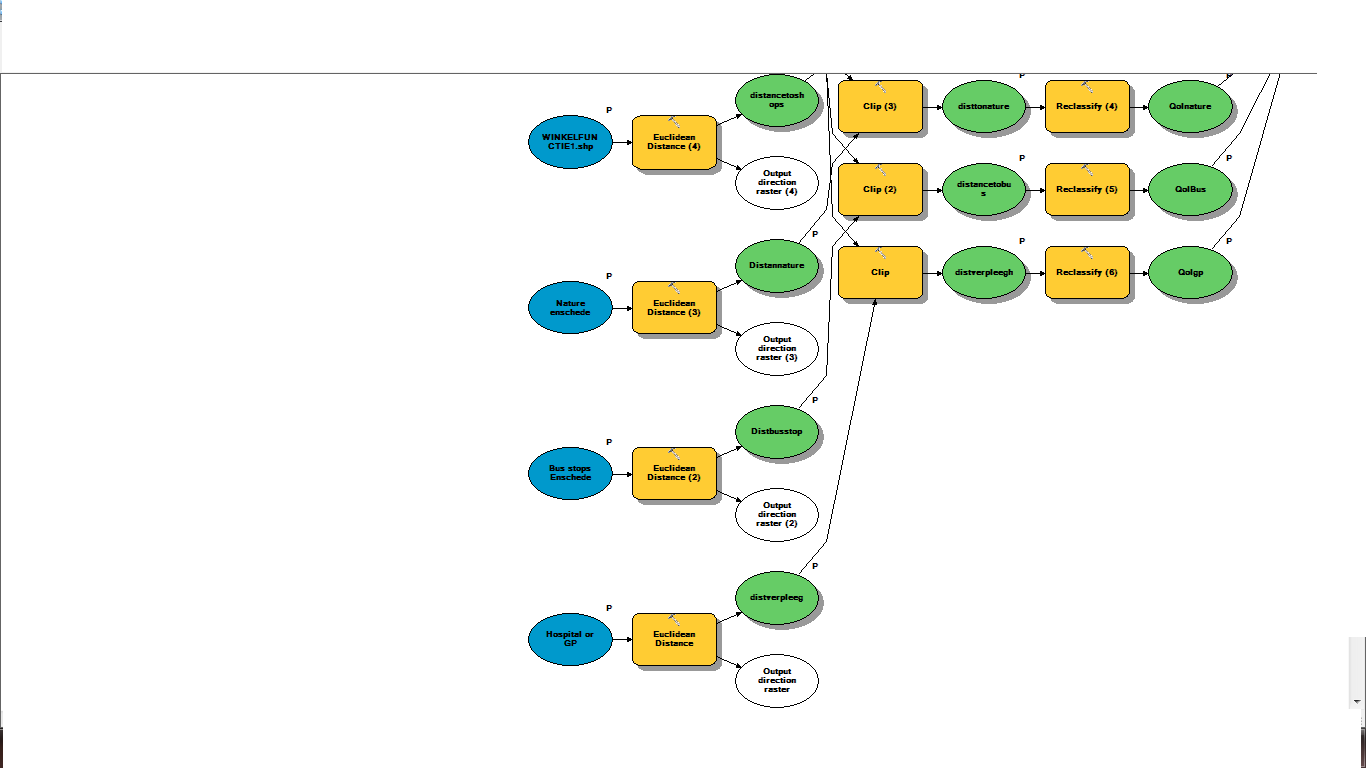 P
P
P
distancetosh
ops
Clip (3)
disttonature
Reclassify (4)
Qolnature
WINKELFUN
CTIE1.shp
Euclidean
Distance (4)
Output
direction
raster (4)
P
P
Clip (2)
distancetobu
s
Reclassify (5)
QolBus
P
P
P
Distannature
Clip
distverpleegh
Reclassify (6)
Qolgp
P
Nature
enschede
Euclidean
Distance (3)
Output
direction
raster (3)
P
Distbusstop
P
Bus stops
Enschede
Euclidean
Distance (2)
Output
direction
raster (2)
P
distverpleeg
P
Hospital or
GP
Euclidean
Distance
Output
direction
raster